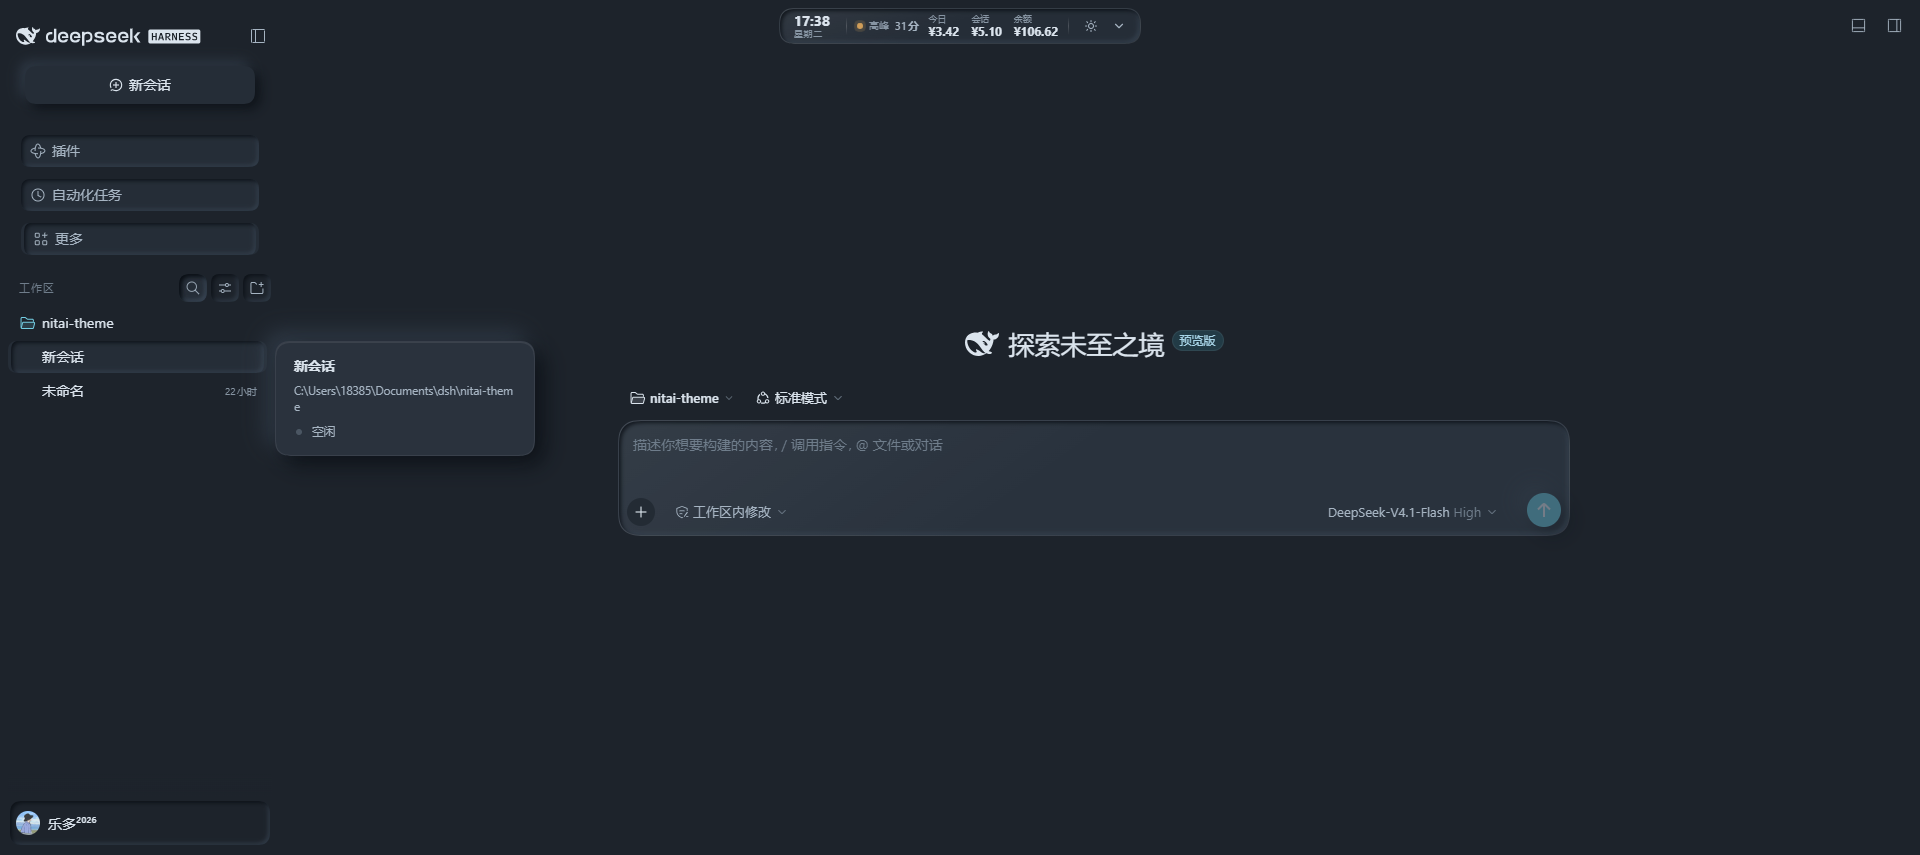 deepseek HARNESS
新会话
插件
自动化任务
更多
工作区
nitai-theme
新会话
未命名 22小时
乐多2026
17:38
星期二
高峰 31分
今日
¥3.42
会话
¥5.10
余额
¥106.62
新会话
C:\Users\18385\Documents\dsh\nitai-them
e
空闲
探索未至之境 预览版
nitai-theme 标准模式
描述你想要构建的内容, / 调用指令, @ 文件或对话
工作区内修改 DeepSeek-V4.1-Flash High